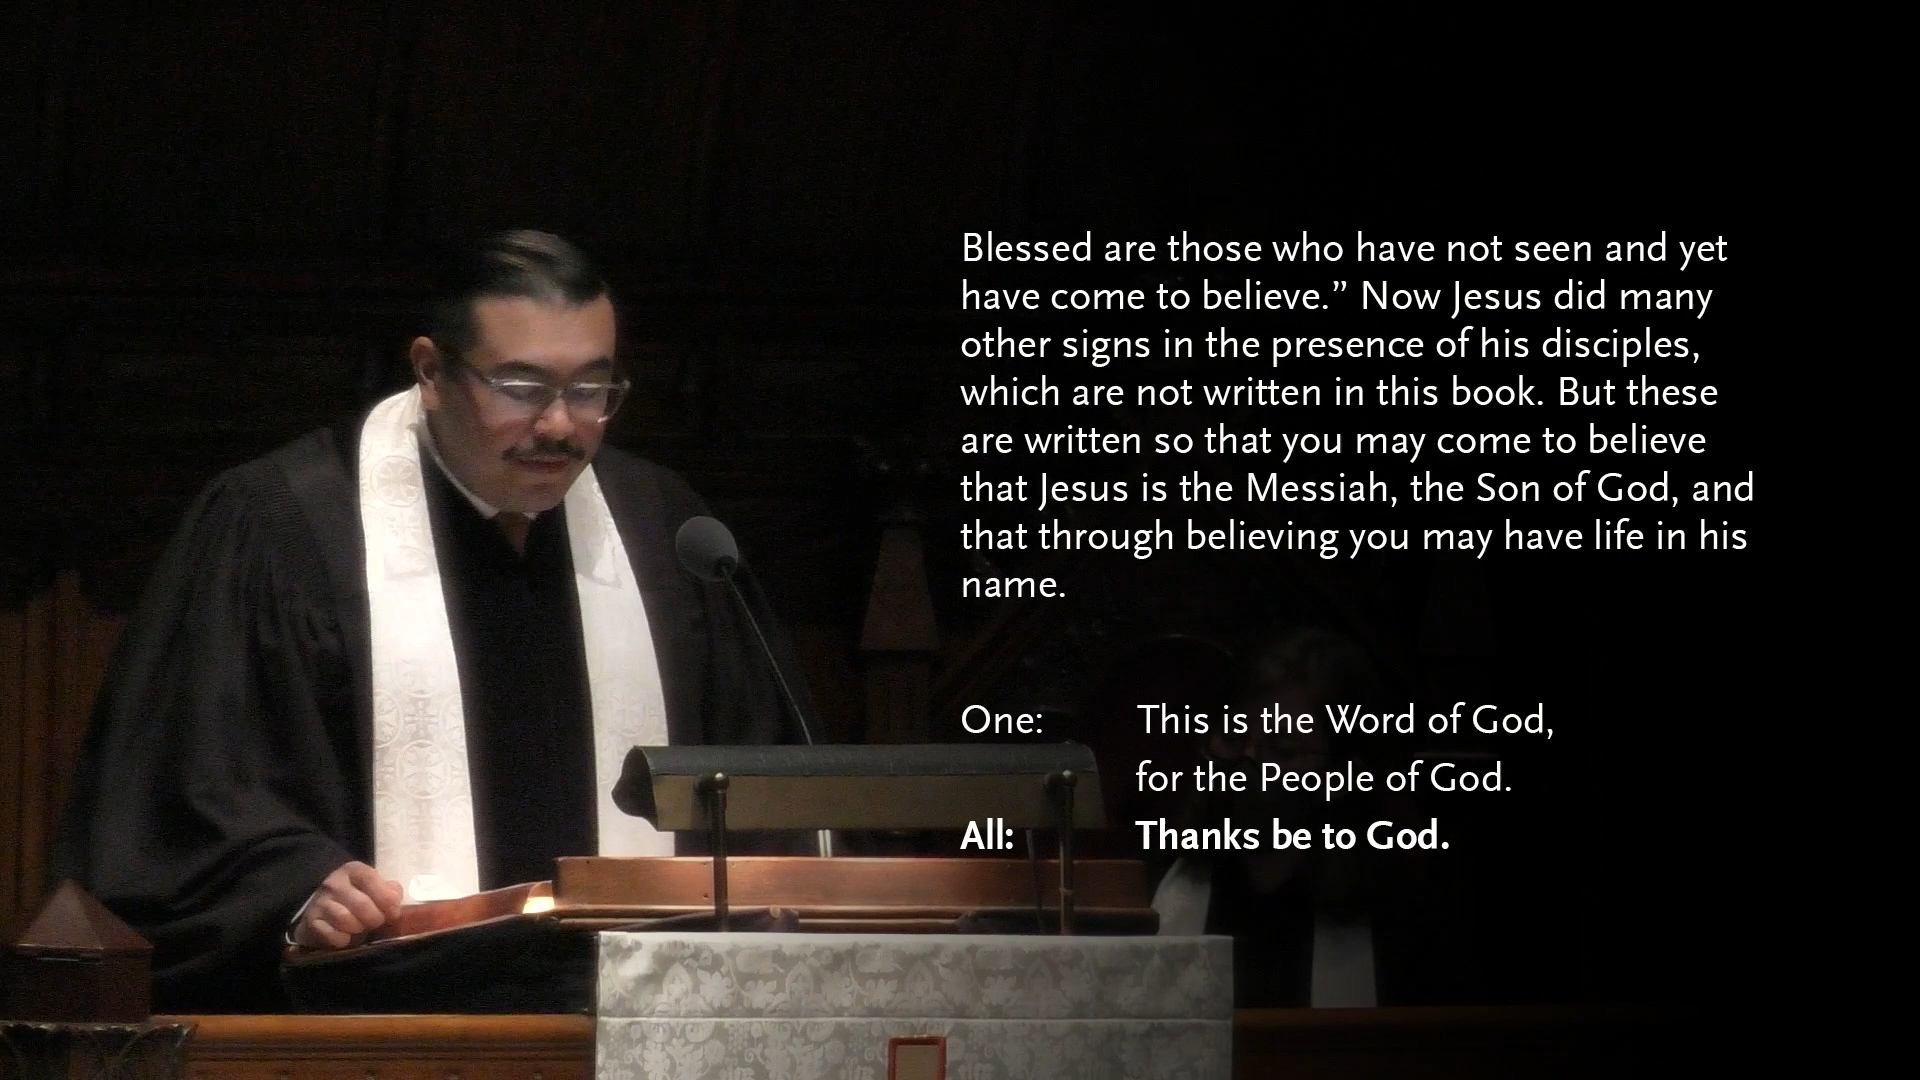 Blessed are those who have not seen and yet
have come to believe.” Now Jesus did many
other signs in the presence of his disciples,
which are not written in this book. But these
are written so that you may come to believe
that Jesus is the Messiah, the Son of God, and
that through believing you may have life in his
name.
One: This is the Word of God,
for the People of God.
All: Thanks be to God.